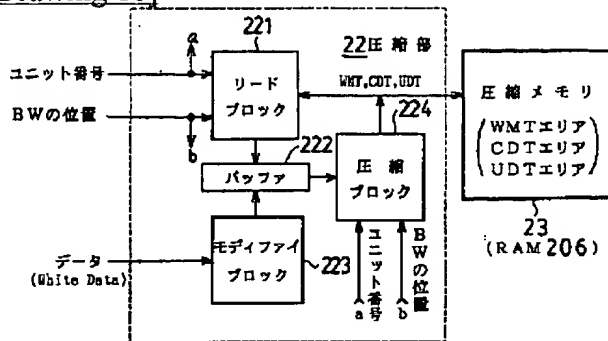 Drawing 10]
221
a
22圧縮部
ユニット番号
リード
ブロック
WMT,CDT,UDT
圧縮メモリ
BWの位置
224
WMTエリア
CDTエリア
UDTエリア
b
222
バッファ
圧縮
ブロック
23
(RAM 206)
モディファイ
ブロック
223
データ
(White Data)
ユニット番号
BWの位置
a
b